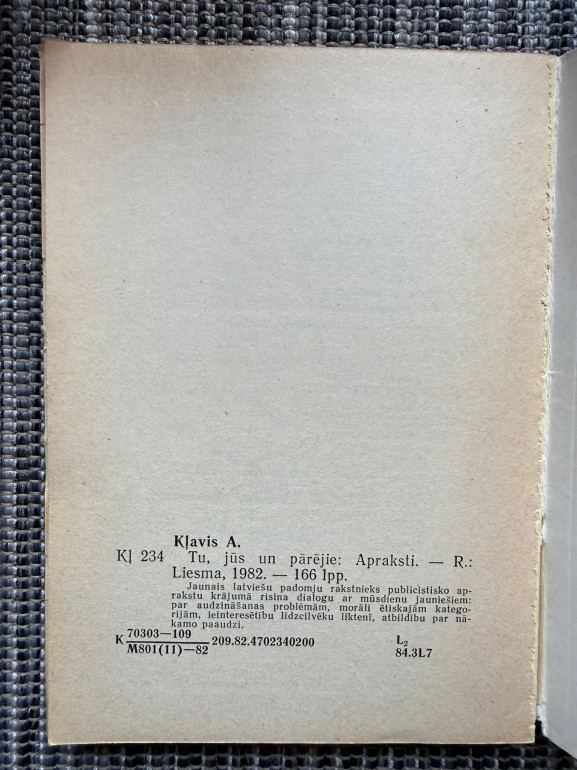 Kļavis A.
Kļ 234 Tu, jūs un pārējie: Apraksti. — R.:
Liesma, 1982. — 166 lpp.
Jaunais latviešu padomju rakstnieks publicistisko ap-
rakstu krājumā risina dialogu ar mūsdienu jauniešiem:
par audzināšanas problēmām, morāli ētiskajām katego-
rijām, ieinteresētību līdzcilvēku liktenī, atbildību par nā-
kamo paaudzi.
70303—109
K 209.82.4702340200 L₂
M801(11)—82 84.3L7